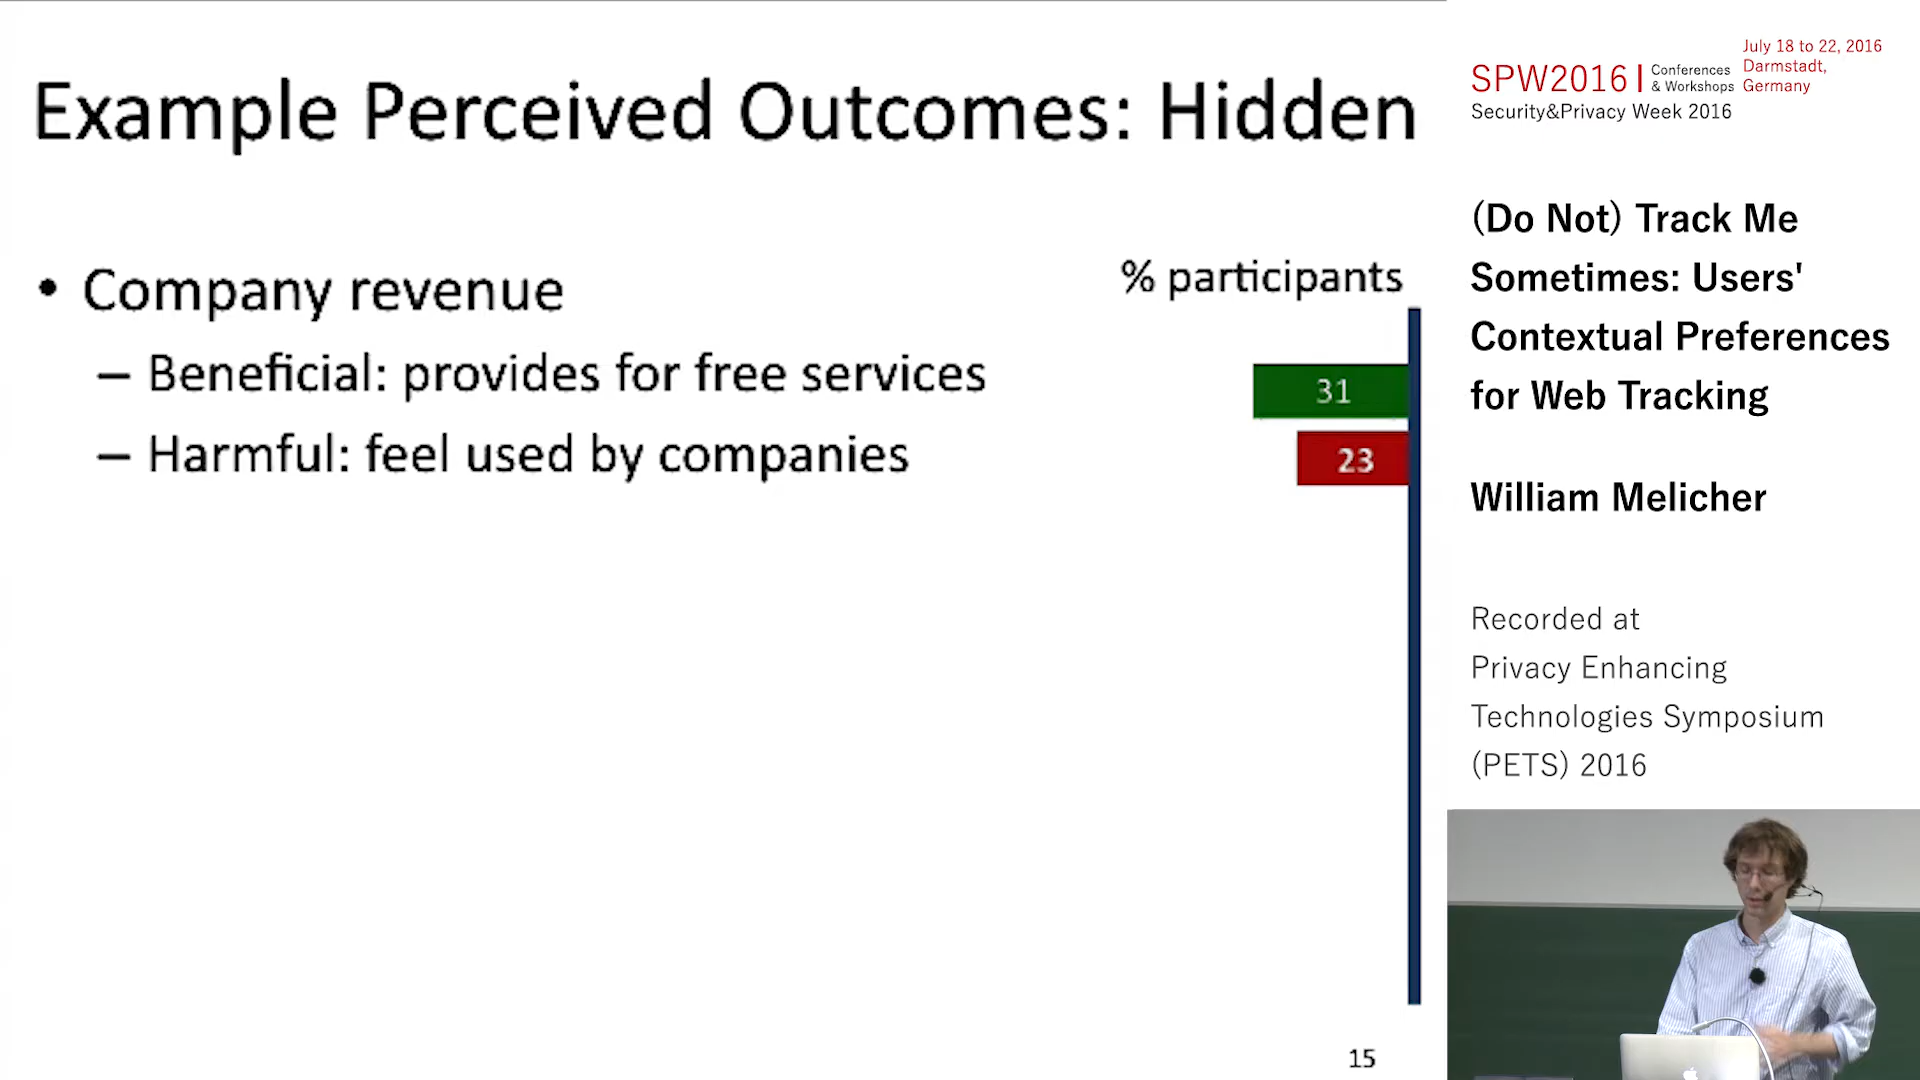 Example Perceived Outcomes: Hidden
• Company revenue
% participants
– Beneficial: provides for free services
31
– Harmful: feel used by companies
23
15
SPW2016 | Conferences & Workshops
July 18 to 22, 2016
Darmstadt,
Germany
Security&Privacy Week 2016
(Do Not) Track Me
Sometimes: Users'
Contextual Preferences
for Web Tracking
William Melicher
Recorded at
Privacy Enhancing
Technologies Symposium
(PETS) 2016